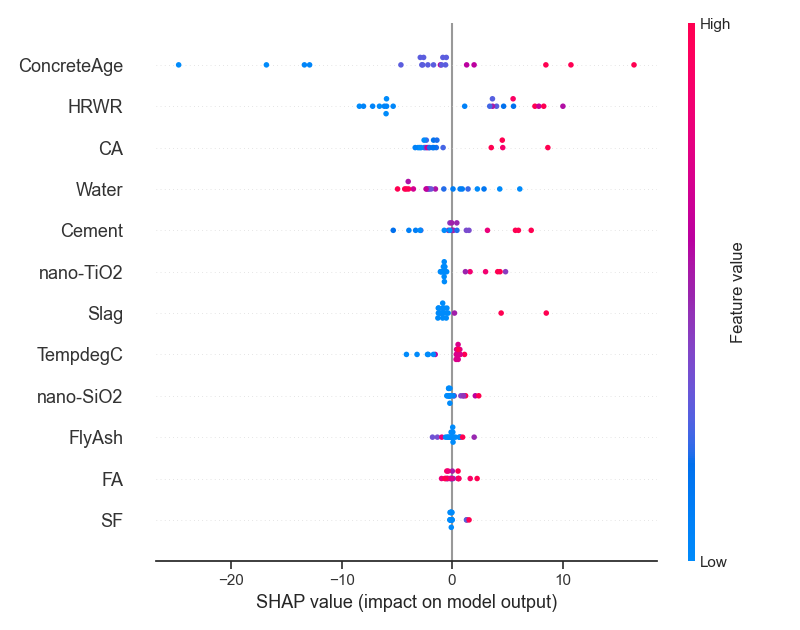 High
ConcreteAge
HRWR
CA
Water
Cement
nano-TiO2
Slag
TempdegC
nano-SiO2
FlyAsh
FA
SF
Feature value
Low
−20
−10
0
10
SHAP value (impact on model output)